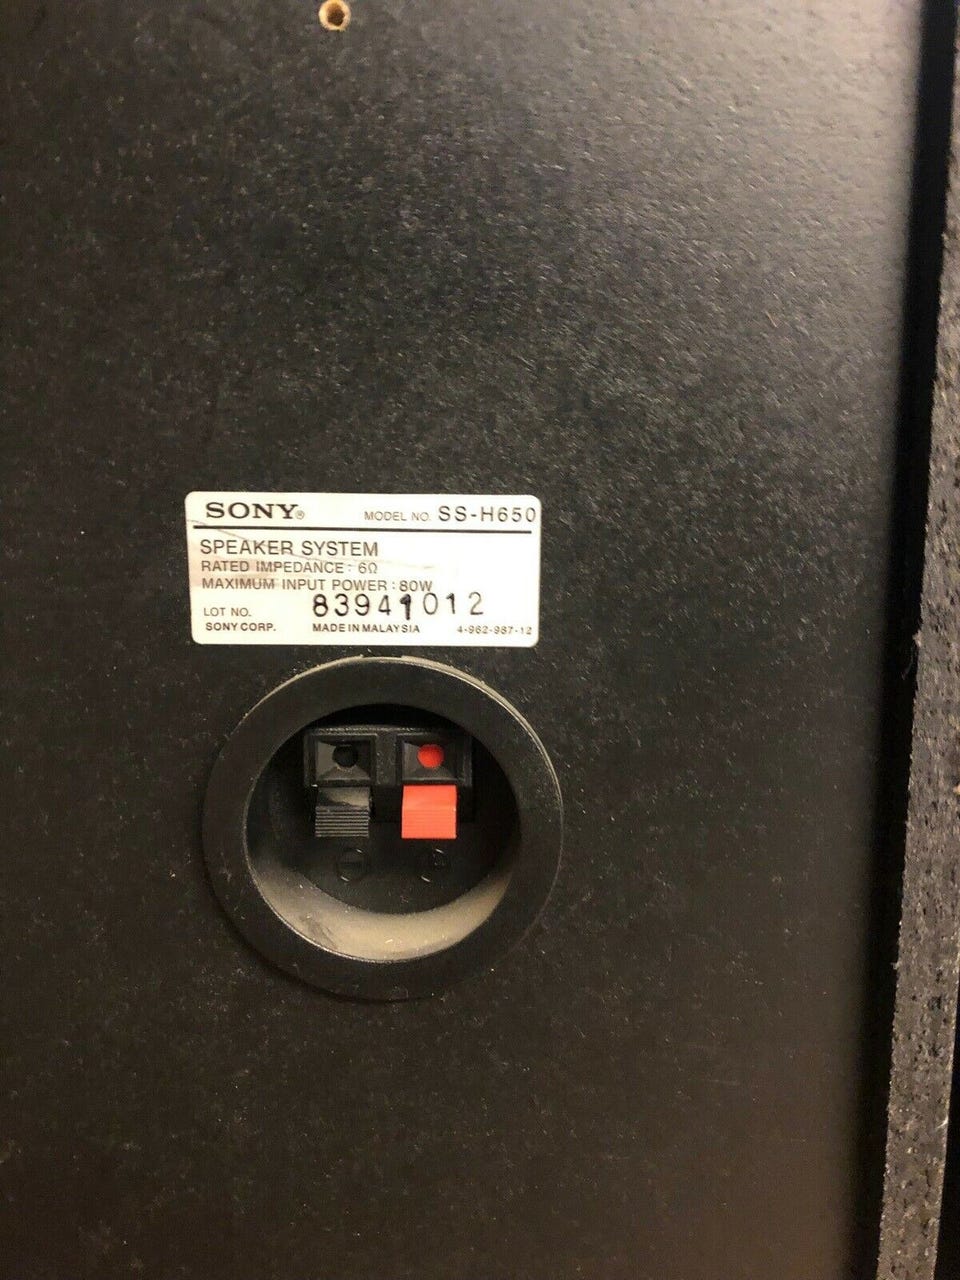 SONY® MODEL NO. SS-H650
SPEAKER SYSTEM
RATED IMPEDANCE : 6Ω
MAXIMUM INPUT POWER : 80W
LOT NO. 83941012
SONY CORP. MADE IN MALAYSIA 4-962-987-12